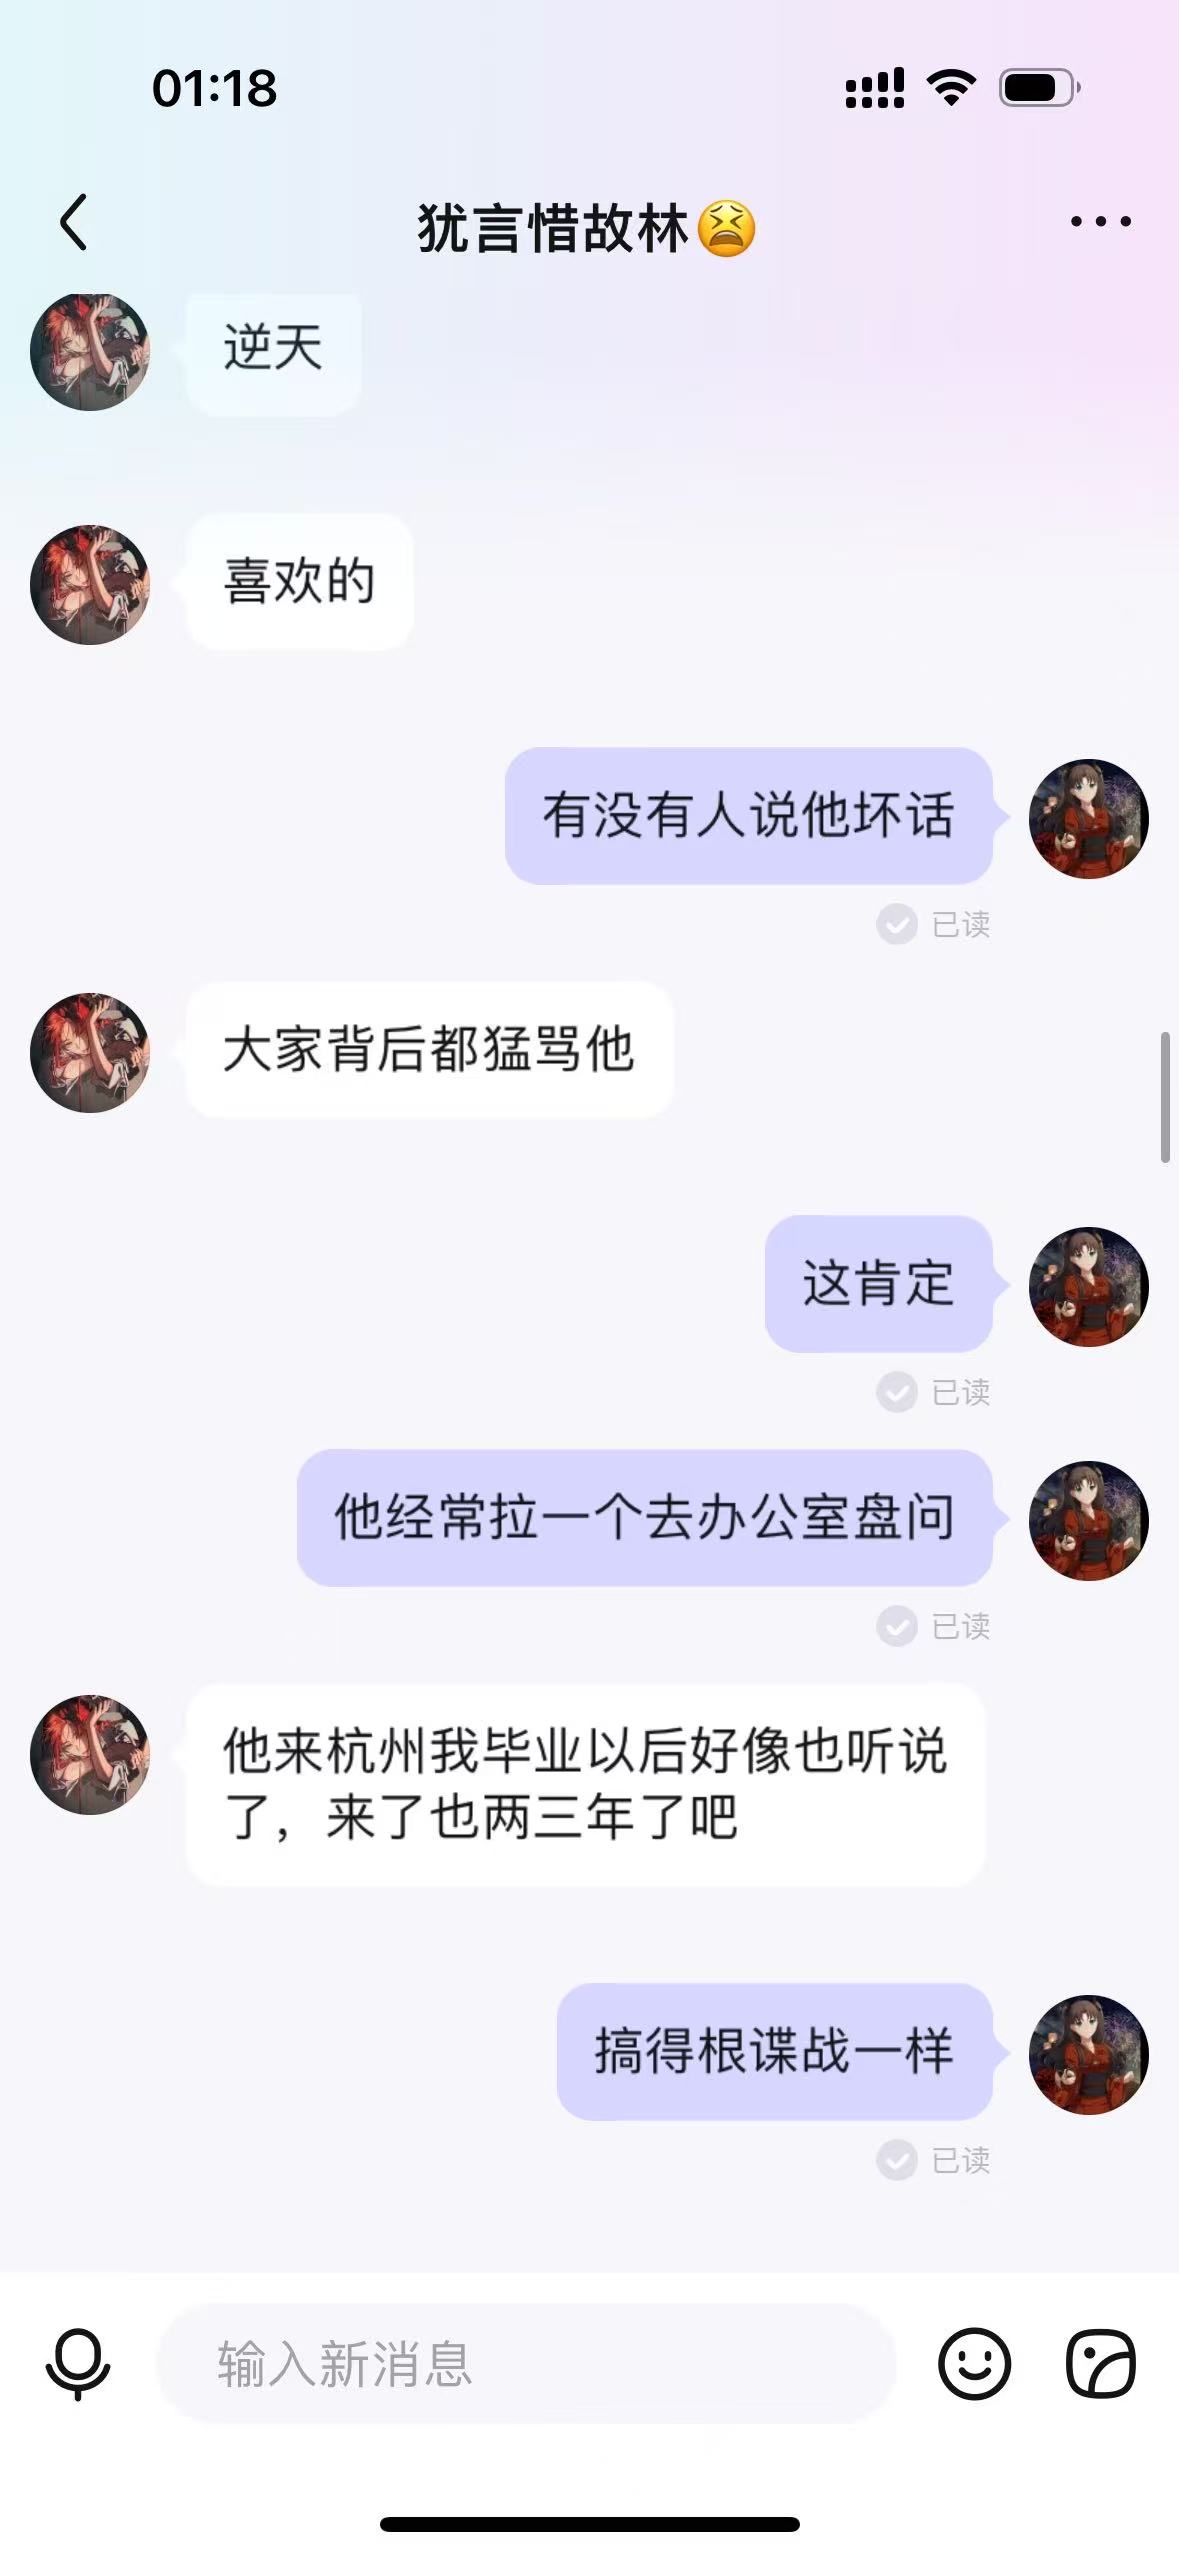 01:18
犹言惜故林😫
逆天
喜欢的
有没有人说他坏话
已读
大家背后都猛骂他
这肯定
已读
他经常拉一个去办公室盘问
已读
他来杭州我毕业以后好像也听说
了，来了也两三年了吧
搞得根谍战一样
已读
输入新消息